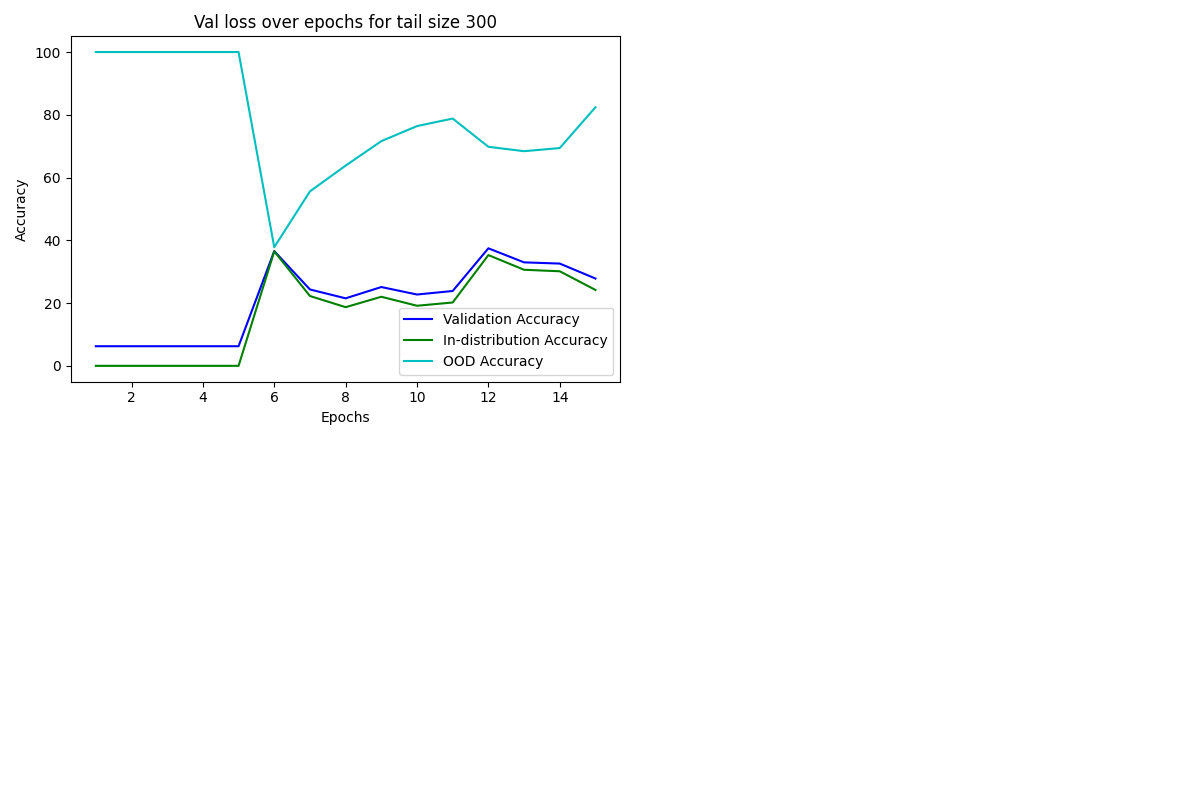 Val loss over epochs for tail size 300
Accuracy
100
80
60
40
20
0
2 4 6 8 10 12 14
Epochs
Validation Accuracy
In-distribution Accuracy
OOD Accuracy